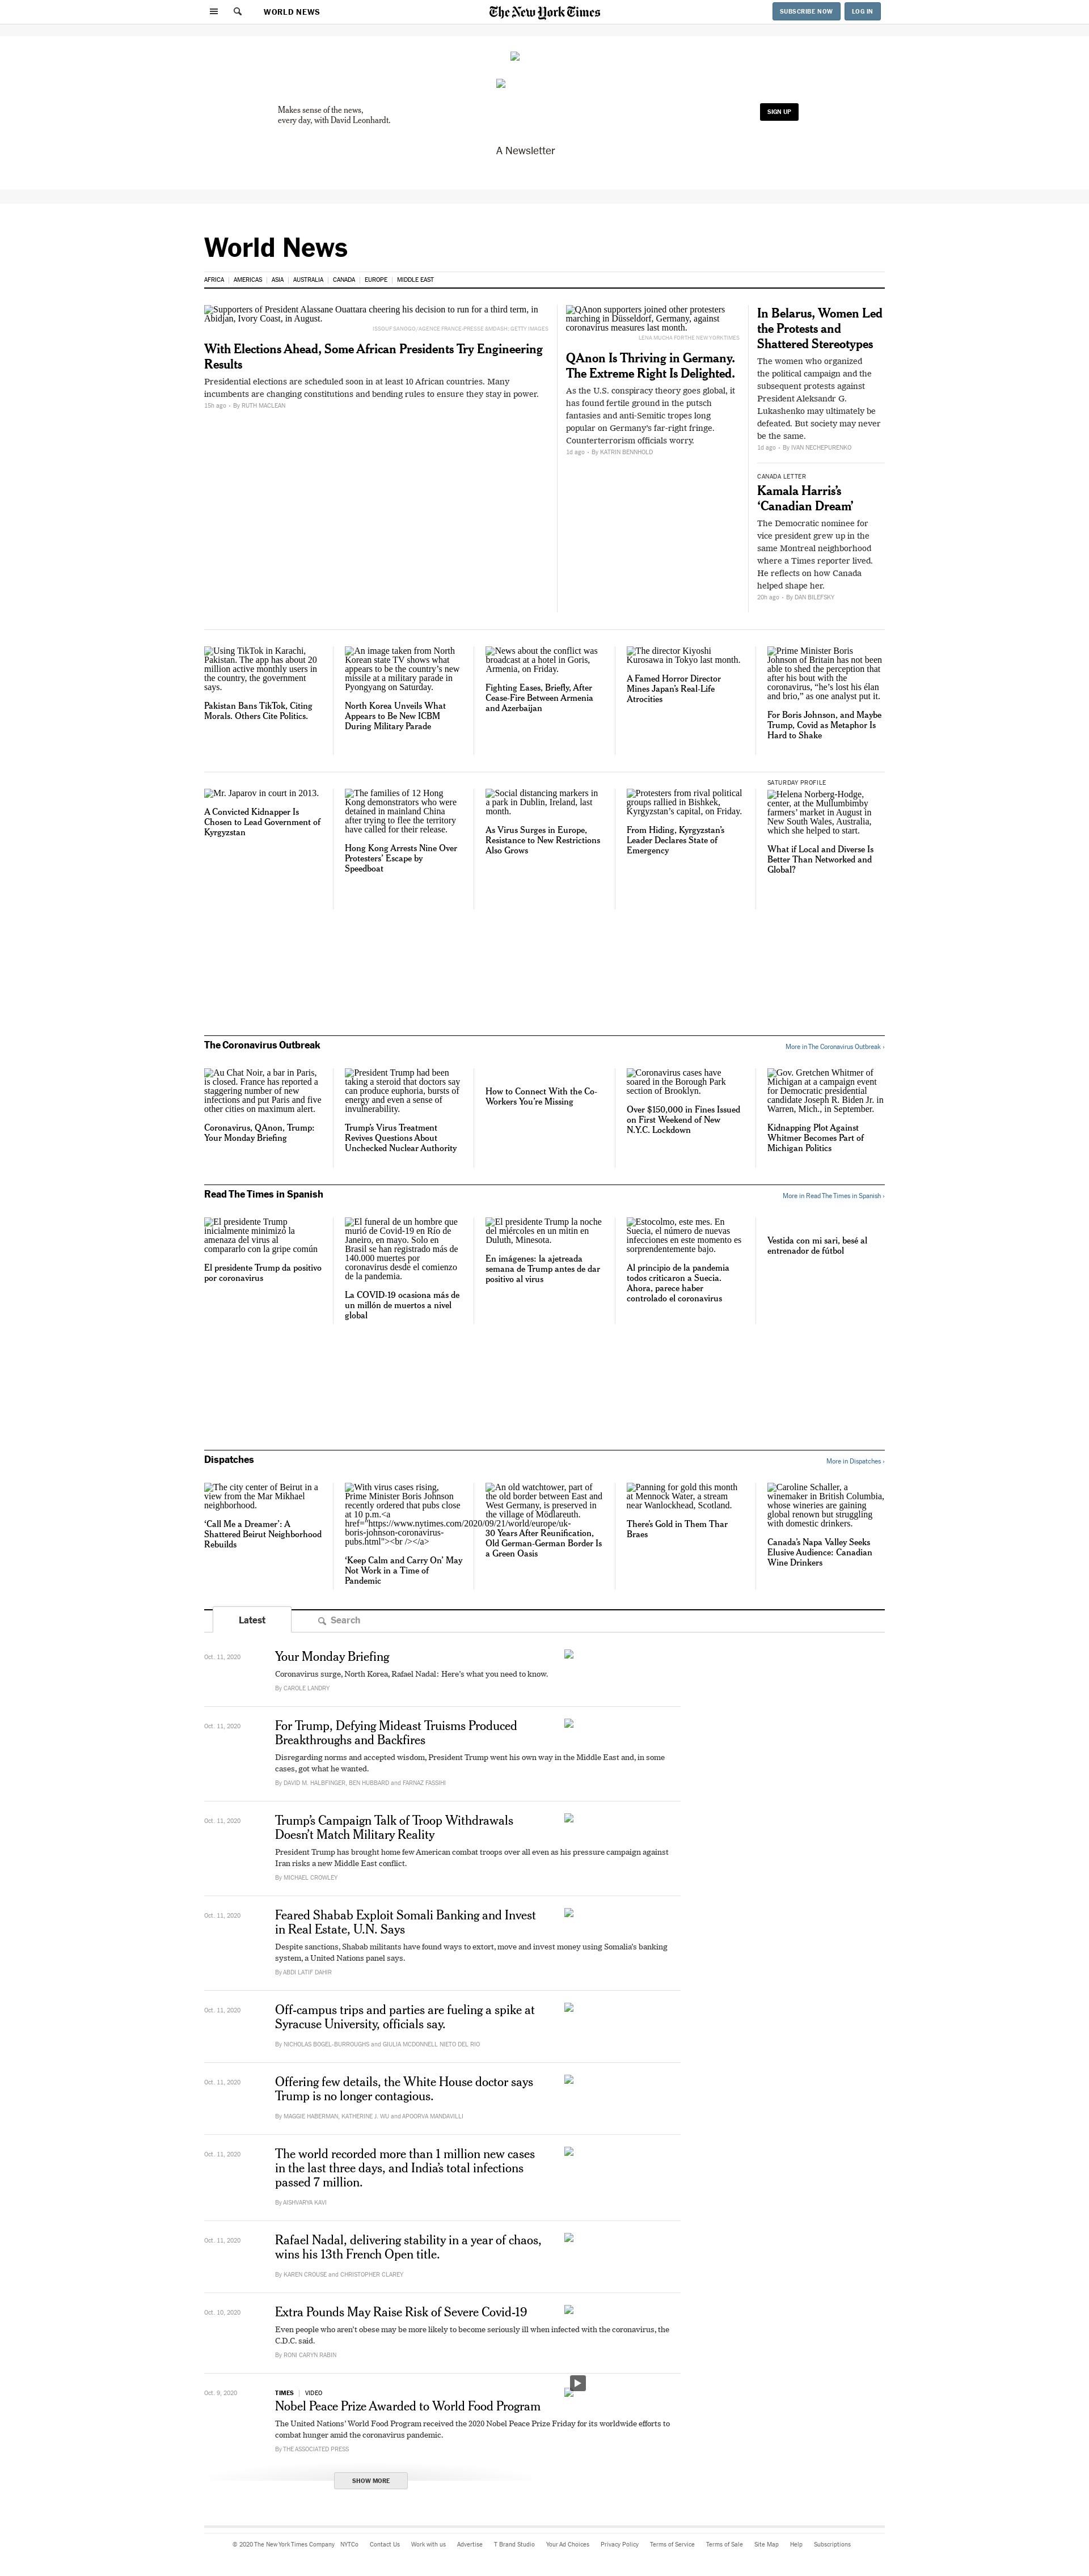 WORLD NEWS
The New York Times
SUBSCRIBE NOW
LOG IN
Makes sense of the news,
every day, with David Leonhardt.
SIGN UP
A Newsletter
World News
AFRICA | AMERICAS | ASIA | AUSTRALIA | CANADA | EUROPE | MIDDLE EAST
Supporters of President Alassane Ouattara cheering his decision to run for a third term, in
Abidjan, Ivory Coast, in August.
ISSOUF SANOGO/AGENCE FRANCE-PRESSE &MDASH; GETTY IMAGES
With Elections Ahead, Some African Presidents Try Engineering
Results
Presidential elections are scheduled soon in at least 10 African countries. Many
incumbents are changing constitutions and bending rules to ensure they stay in power.
15h ago • By RUTH MACLEAN
QAnon supporters joined other protesters
marching in Düsseldorf, Germany, against
coronavirus measures last month.
LENA MUCHA FOR THE NEW YORK TIMES
QAnon Is Thriving in Germany.
The Extreme Right Is Delighted.
As the U.S. conspiracy theory goes global, it
has found fertile ground in the putsch
fantasies and anti-Semitic tropes long
popular on Germany's far-right fringe.
Counterterrorism officials worry.
1d ago • By KATRIN BENNHOLD
In Belarus, Women Led
the Protests and
Shattered Stereotypes
The women who organized
the political campaign and the
subsequent protests against
President Aleksandr G.
Lukashenko may ultimately be
defeated. But society may never
be the same.
1d ago • By IVAN NECHEPURENKO
CANADA LETTER
Kamala Harris's
‘Canadian Dream’
The Democratic nominee for
vice president grew up in the
same Montreal neighborhood
where a Times reporter lived.
He reflects on how Canada
helped shape her.
20h ago • By DAN BILEFSKY
Using TikTok in Karachi,
Pakistan. The app has about 20
million active monthly users in
the country, the government
says.
Pakistan Bans TikTok, Citing
Morals. Others Cite Politics.
An image taken from North
Korean state TV shows what
appears to be the country's new
missile at a military parade in
Pyongyang on Saturday.
North Korea Unveils What
Appears to Be New ICBM
During Military Parade
News about the conflict was
broadcast at a hotel in Goris,
Armenia, on Friday.
Fighting Eases, Briefly, After
Cease-Fire Between Armenia
and Azerbaijan
The director Kiyoshi
Kurosawa in Tokyo last month.
A Famed Horror Director
Mines Japan's Real-Life
Atrocities
Prime Minister Boris
Johnson of Britain has not been
able to shed the perception that
after his bout with the
coronavirus, “he's lost his élan
and brio,” as one analyst put it.
For Boris Johnson, and Maybe
Trump, Covid as Metaphor Is
Hard to Shake
Mr. Japarov in court in 2013.
A Convicted Kidnapper Is
Chosen to Lead Government of
Kyrgyzstan
The families of 12 Hong
Kong demonstrators who were
detained in mainland China
after trying to flee the territory
have called for their release.
Hong Kong Arrests Nine Over
Protesters' Escape by
Speedboat
Social distancing markers in
a park in Dublin, Ireland, last
month.
As Virus Surges in Europe,
Resistance to New Restrictions
Also Grows
Protesters from rival political
groups rallied in Bishkek,
Kyrgyzstan's capital, on Friday.
From Hiding, Kyrgyzstan's
Leader Declares State of
Emergency
SATURDAY PROFILE
Helena Norberg-Hodge,
center, at the Mullumbimby
farmers' market in August in
New South Wales, Australia,
which she helped to start.
What if Local and Diverse Is
Better Than Networked and
Global?
The Coronavirus Outbreak
More in The Coronavirus Outbreak ›
Au Chat Noir, a bar in Paris,
is closed. France has reported a
staggering number of new
infections and put Paris and five
other cities on maximum alert.
Coronavirus, QAnon, Trump:
Your Monday Briefing
President Trump had been
taking a steroid that doctors say
can produce euphoria, bursts of
energy and even a sense of
invulnerability.
Trump's Virus Treatment
Revives Questions About
Unchecked Nuclear Authority
How to Connect With the Co-
Workers You're Missing
Coronavirus cases have
soared in the Borough Park
section of Brooklyn.
Over $150,000 in Fines Issued
on First Weekend of New
N.Y.C. Lockdown
Gov. Gretchen Whitmer of
Michigan at a campaign event
for Democratic presidential
candidate Joseph R. Biden Jr. in
Warren, Mich., in September.
Kidnapping Plot Against
Whitmer Becomes Part of
Michigan Politics
Read The Times in Spanish
More in Read The Times in Spanish ›
El presidente Trump
inicialmente minimizó la
amenaza del virus al
compararlo con la gripe común
El presidente Trump da positivo
por coronavirus
El funeral de un hombre que
murió de Covid-19 en Río de
Janeiro, en mayo. Solo en
Brasil se han registrado más de
140.000 muertes por
coronavirus desde el comienzo
de la pandemia.
La COVID-19 ocasiona más de
un millón de muertos a nivel
global
El presidente Trump la noche
del miércoles en un mitin en
Duluth, Minesota.
En imágenes: la ajetreada
semana de Trump antes de dar
positivo al virus
Estocolmo, este mes. En
Suecia, el número de nuevas
infecciones en este momento es
sorprendentemente bajo.
Al principio de la pandemia
todos criticaron a Suecia.
Ahora, parece haber
controlado el coronavirus
Vestida con mi sari, besé al
entrenador de fútbol
Dispatches
More in Dispatches ›
The city center of Beirut in a
view from the Mar Mikhael
neighborhood.
‘Call Me a Dreamer’: A
Shattered Beirut Neighborhood
Rebuilds
With virus cases rising,
Prime Minister Boris Johnson
recently ordered that pubs close
at 10 p.m.<a
href="https://www.nytimes.com/2020/09/21/world/europe/uk-
boris-johnson-coronavirus-
pubs.html"><br /></a>
‘Keep Calm and Carry On’ May
Not Work in a Time of
Pandemic
An old watchtower, part of
the old border between East and
West Germany, is preserved in
the village of Mödlareuth.
30 Years After Reunification,
Old German-German Border Is
a Green Oasis
Panning for gold this month
at Mennock Water, a stream
near Wanlockhead, Scotland.
There's Gold in Them Thar
Braes
Caroline Schaller, a
winemaker in British Columbia,
whose wineries are gaining
global renown but struggling
with domestic drinkers.
Canada's Napa Valley Seeks
Elusive Audience: Canadian
Wine Drinkers
Latest
Search
Oct. 11, 2020
Your Monday Briefing
Coronavirus surge, North Korea, Rafael Nadal: Here's what you need to know.
By CAROLE LANDRY
Oct. 11, 2020
For Trump, Defying Mideast Truisms Produced
Breakthroughs and Backfires
Disregarding norms and accepted wisdom, President Trump went his own way in the Middle East and, in some
cases, got what he wanted.
By DAVID M. HALBFINGER, BEN HUBBARD and FARNAZ FASSIHI
Oct. 11, 2020
Trump's Campaign Talk of Troop Withdrawals
Doesn't Match Military Reality
President Trump has brought home few American combat troops over all even as his pressure campaign against
Iran risks a new Middle East conflict.
By MICHAEL CROWLEY
Oct. 11, 2020
Feared Shabab Exploit Somali Banking and Invest
in Real Estate, U.N. Says
Despite sanctions, Shabab militants have found ways to extort, move and invest money using Somalia's banking
system, a United Nations panel says.
By ABDI LATIF DAHIR
Oct. 11, 2020
Off-campus trips and parties are fueling a spike at
Syracuse University, officials say.
By NICHOLAS BOGEL-BURROUGHS and GIULIA MCDONNELL NIETO DEL RIO
Oct. 11, 2020
Offering few details, the White House doctor says
Trump is no longer contagious.
By MAGGIE HABERMAN, KATHERINE J. WU and APOORVA MANDAVILLI
Oct. 11, 2020
The world recorded more than 1 million new cases
in the last three days, and India's total infections
passed 7 million.
By AISHVARYA KAVI
Oct. 11, 2020
Rafael Nadal, delivering stability in a year of chaos,
wins his 13th French Open title.
By KAREN CROUSE and CHRISTOPHER CLAREY
Oct. 10, 2020
Extra Pounds May Raise Risk of Severe Covid-19
Even people who aren't obese may be more likely to become seriously ill when infected with the coronavirus, the
C.D.C. said.
By RONI CARYN RABIN
Oct. 9, 2020
TIMES | VIDEO
Nobel Peace Prize Awarded to World Food Program
The United Nations' World Food Program received the 2020 Nobel Peace Prize Friday for its worldwide efforts to
combat hunger amid the coronavirus pandemic.
By THE ASSOCIATED PRESS
SHOW MORE
© 2020 The New York Times Company NYTCo Contact Us Work with us Advertise T Brand Studio Your Ad Choices Privacy Policy Terms of Service Terms of Sale Site Map Help Subscriptions